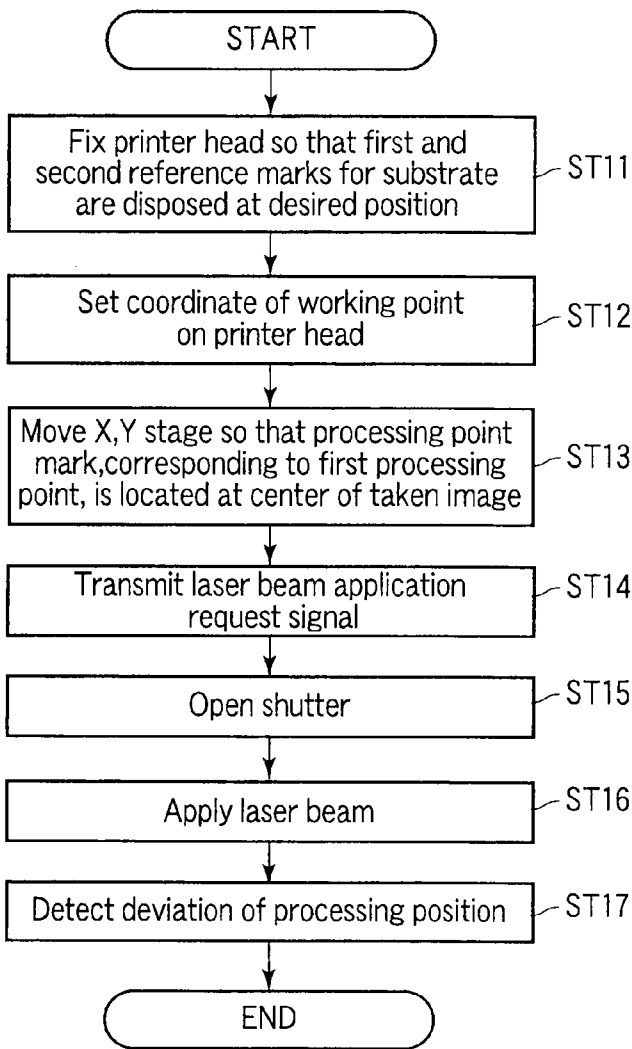 START
Fix printer head so that first and
second reference marks for substrate
are disposed at desired position
ST11
Set coordinate of working point
on printer head
ST12
Move X,Y stage so that processing point
mark,corresponding to first processing
point, is located at center of taken image
ST13
Transmit laser beam application
request signal
ST14
Open shutter
ST15
Apply laser beam
ST16
Detect deviation of processing position
ST17
END